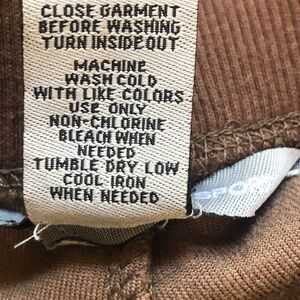 CLOSE GARMENT
BEFORE WASHING
TURN INSIDE OUT
MACHINE
WASH COLD
WITH LIKE COLORS
USE ONLY
NON-CHLORINE
BLEACH WHEN
NEEDED
TUMBLE DRY LOW
COOL IRON
WHEN NEEDED